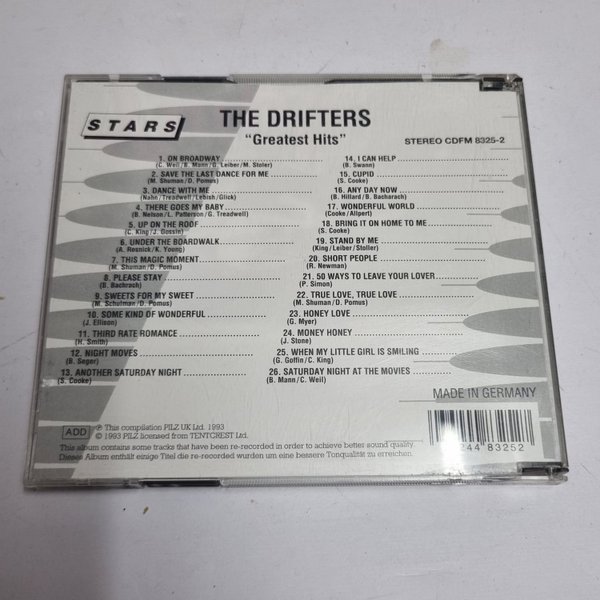 STARS
THE DRIFTERS
"Greatest Hits"
STEREO CDFM 8325-2
1. ON BROADWAY
(C. Weil/B. Mann/G. Leiber/M. Stoler)
2. SAVE THE LAST DANCE FOR ME
(M. Shuman/D. Pomus)
3. DANCE WITH ME
(Nahn/Treadwell/Lebish/Glick)
4. THERE GOES MY BABY
(B. Nelson/L. Patterson/G. Treadwell)
5. UP ON THE ROOF
(C. King/J. Gossin)
6. UNDER THE BOARDWALK
(A. Resnick/K. Young)
7. THIS MAGIC MOMENT
(M. Shuman/D. Pomus)
8. PLEASE STAY
(B. Bachrach)
9. SWEETS FOR MY SWEET
(M. Schulman/D. Pomus)
10. SOME KIND OF WONDERFUL
(J. Ellison)
11. THIRD RATE ROMANCE
(H. Smith)
12. NIGHT MOVES
(B. Seger)
13. ANOTHER SATURDAY NIGHT
(S. Cooke)
14. I CAN HELP
(B. Swann)
15. CUPID
(S. Cooke)
16. ANY DAY NOW
(B. Hillard/B. Bacharach)
17. WONDERFUL WORLD
(Cooke/Allpert)
18. BRING IT ON HOME TO ME
(S. Cooke)
19. STAND BY ME
(King/Leiber/Stoller)
20. SHORT PEOPLE
(R. Newman)
21. 50 WAYS TO LEAVE YOUR LOVER
(P. Simon)
22. TRUE LOVE, TRUE LOVE
(M. Shuman/D. Pomus)
23. HONEY LOVE
(G. Myer)
24. MONEY HONEY
(J. Stone)
25. WHEN MY LITTLE GIRL IS SMILING
(G. Goffin/C. King)
26. SATURDAY NIGHT AT THE MOVIES
(B. Mann/C. Weil)
MADE IN GERMANY
ADD
℗ This compilation PILZ UK Ltd. 1993
© 1993 PILZ licensed from TENTCREST Ltd.
This album contains some tracks that have been re-recorded in order to achieve better sound quality.
Dieses Album enthält einige Titel die re-recorded wurden um eine bessere Tonqualität zu erreichen.
244 83252